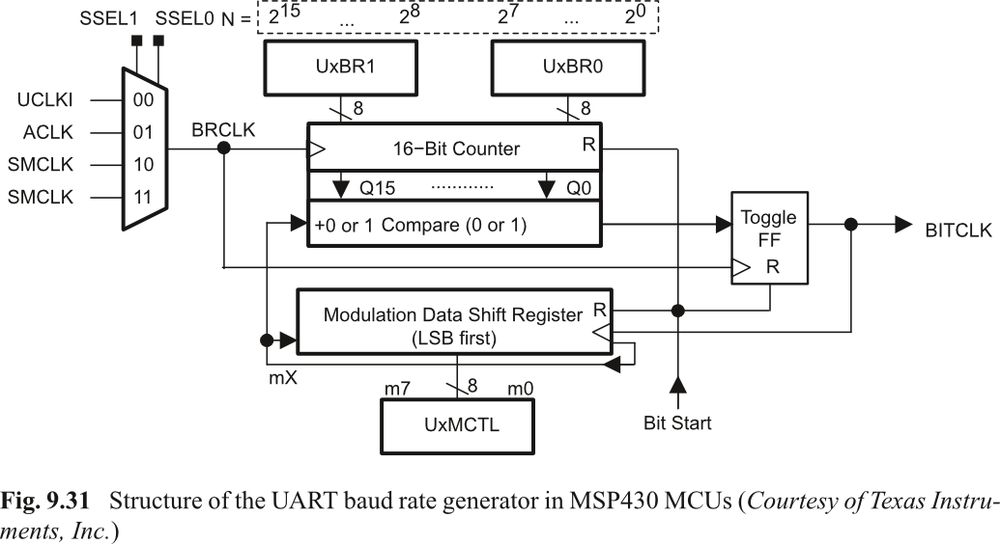 SSEL1 SSEL0 N = 2^15 ... 2^8 2^7 ... 2^0
UxBR1 UxBR0
8 8
UCLKI 00
ACLK 01
SMCLK 10
SMCLK 11
BRCLK
16−Bit Counter R
Q15 ............ Q0
+0 or 1 Compare (0 or 1)
Toggle
FF
R
BITCLK
Modulation Data Shift Register R
(LSB first)
mX
m7 8 m0
UxMCTL
Bit Start
Fig. 9.31 Structure of the UART baud rate generator in MSP430 MCUs (Courtesy of Texas Instru-
ments, Inc.)